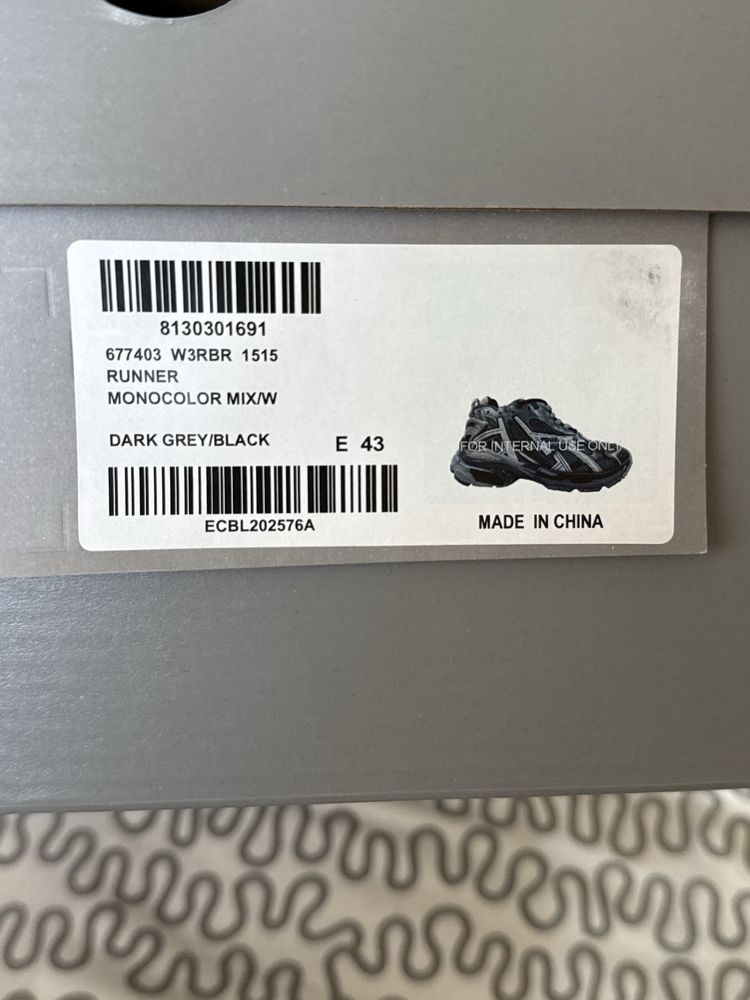 8130301691
677403 W3RBR 1515
RUNNER
MONOCOLOR MIX/W
DARK GREY/BLACK
E 43
ECBL202576A
FOR INTERNAL USE ONLY
MADE IN CHINA